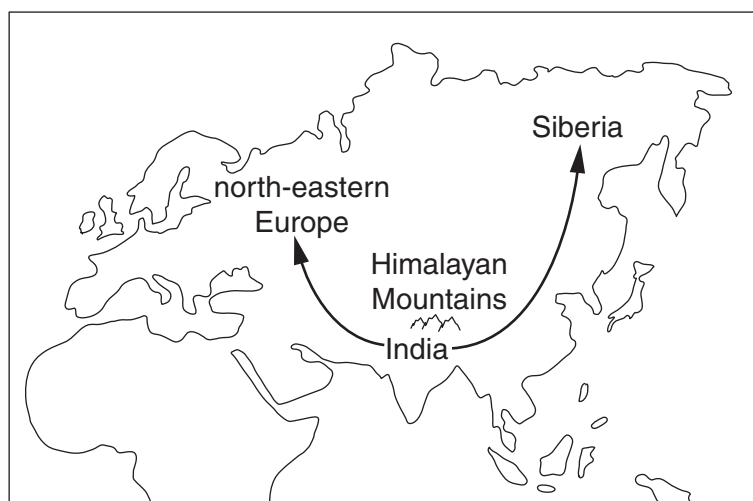 Siberia
north-eastern
Europe
Himalayan
Mountains
India